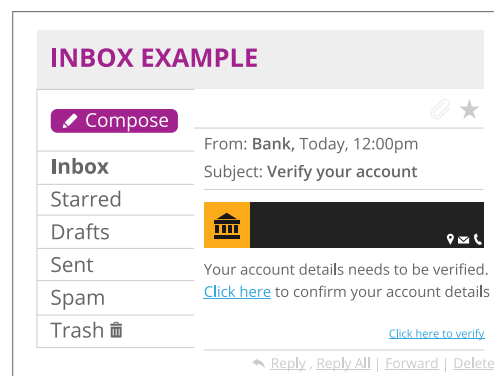 INBOX EXAMPLE
Compose
Inbox
Starred
Drafts
Sent
Spam
Trash
From: Bank, Today, 12:00pm
Subject: Verify your account
Your account details needs to be verified.
Click here to confirm your account details
Click here to verify
Reply , Reply All | Forward | Delete